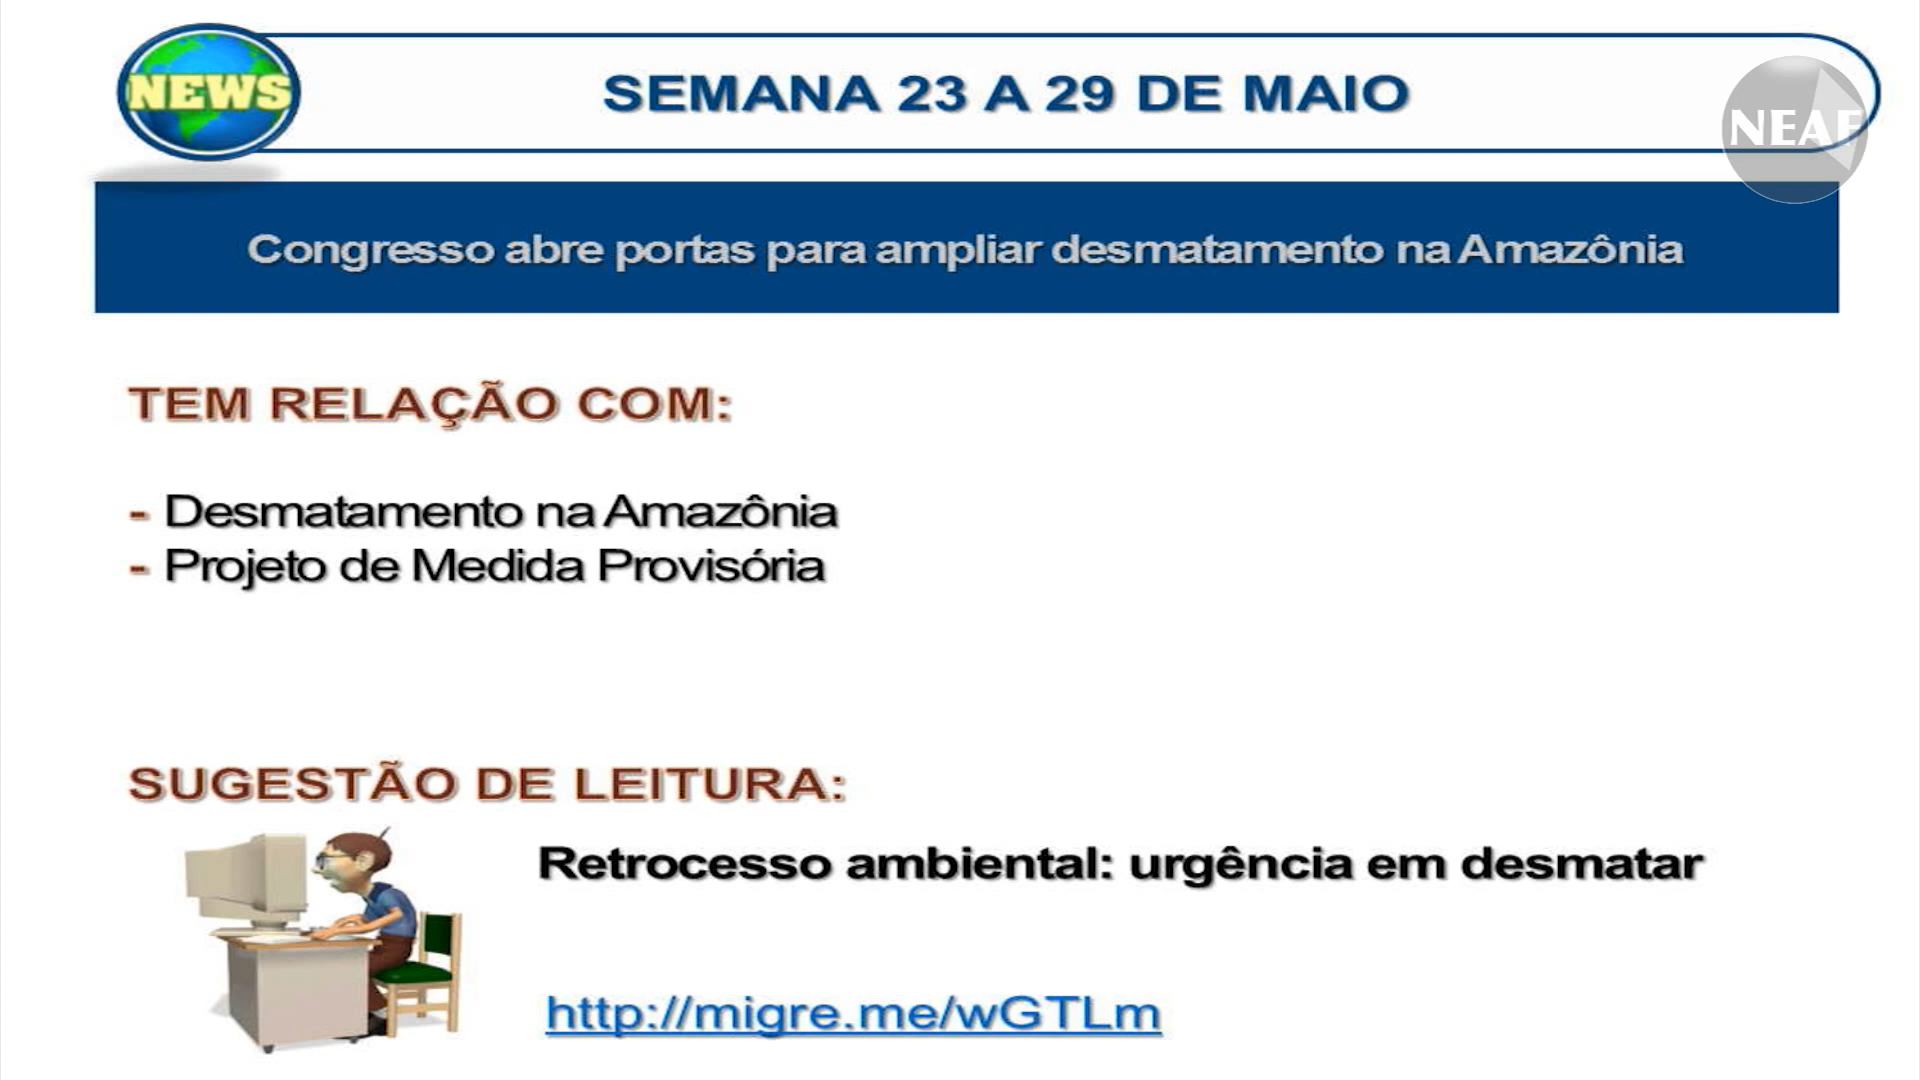 NEWS
SEMANA 23 A 29 DE MAIO
NEAF
Congresso abre portas para ampliar desmatamento na Amazônia
TEM RELAÇÃO COM:
- Desmatamento na Amazônia
- Projeto de Medida Provisória
SUGESTÃO DE LEITURA:
Retrocesso ambiental: urgência em desmatar
http://migre.me/wGTLm